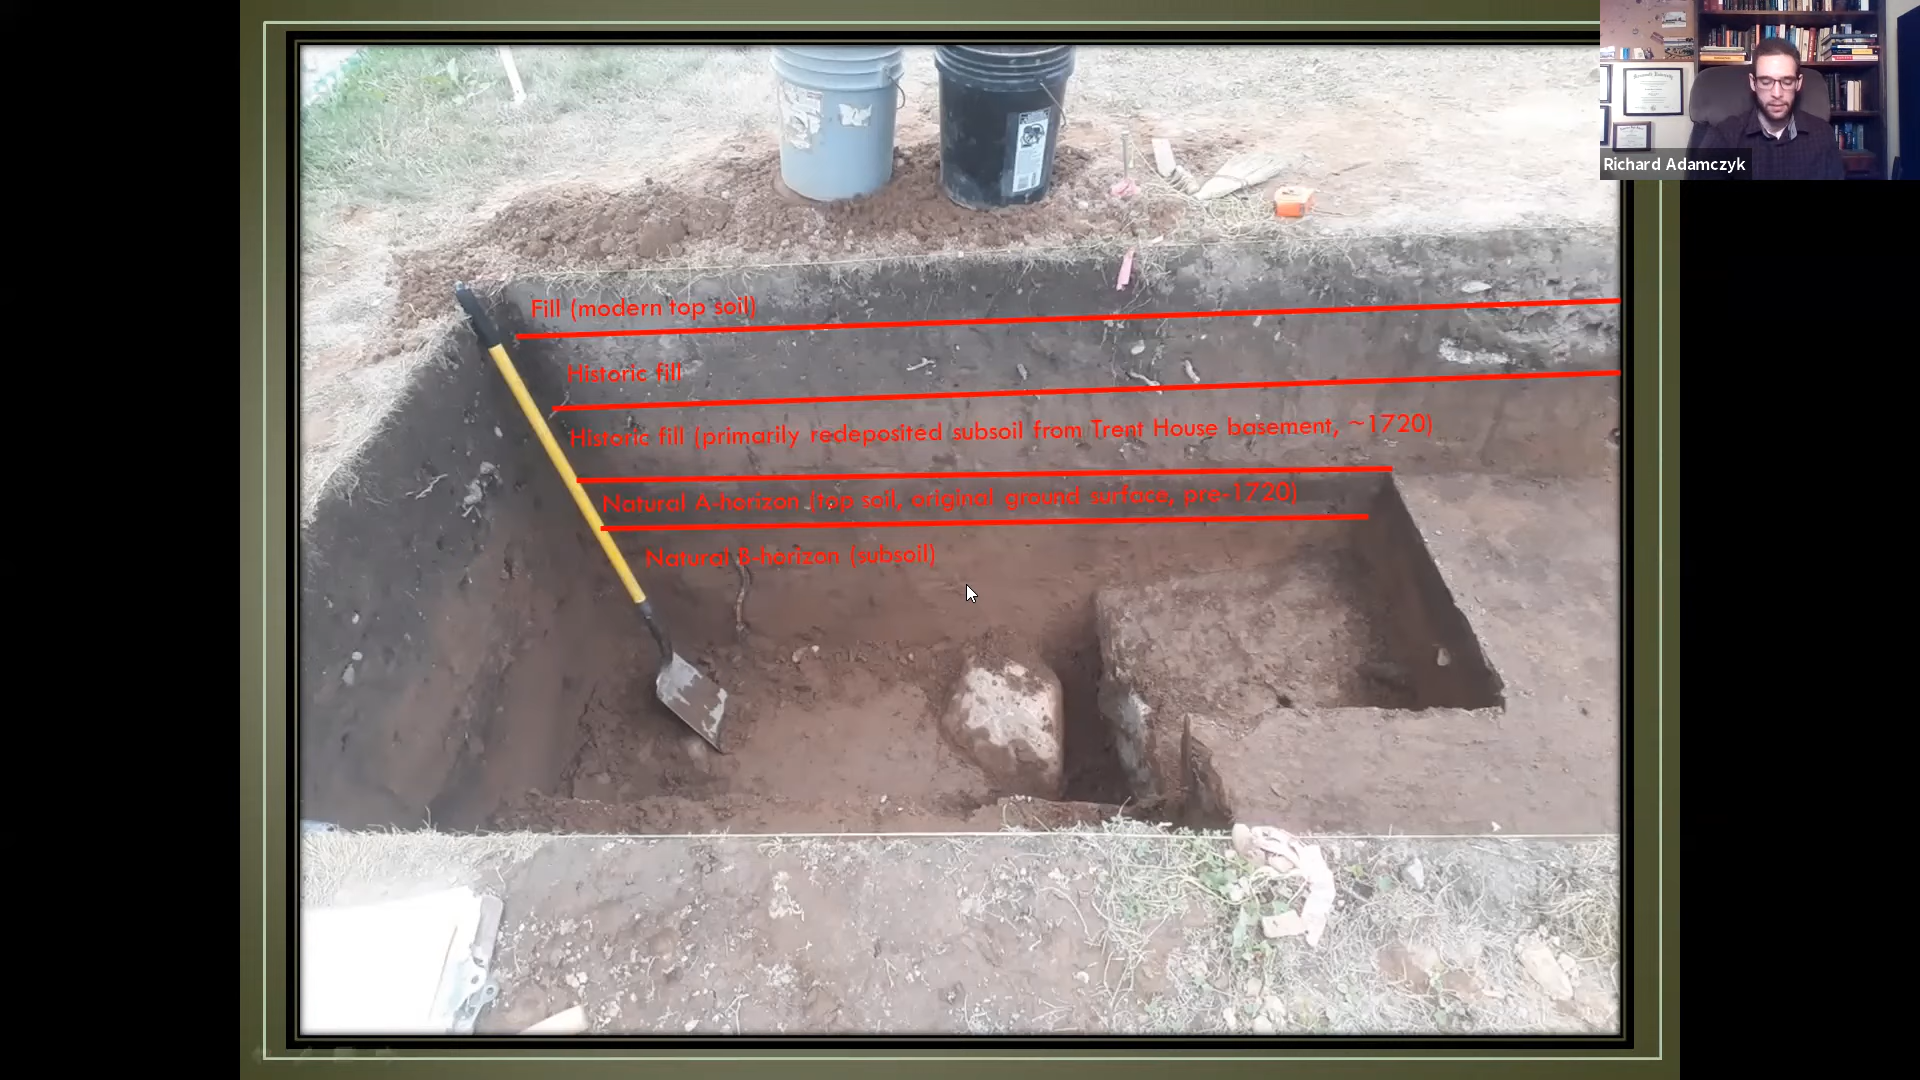 Richard Adamczyk
Fill (modern top soil)
Historic fill
Historic fill (primarily redeposited subsoil from Trent House basement, ~1720)
Natural A-horizon (top soil, original ground surface, pre-1720)
Natural B-horizon (subsoil)